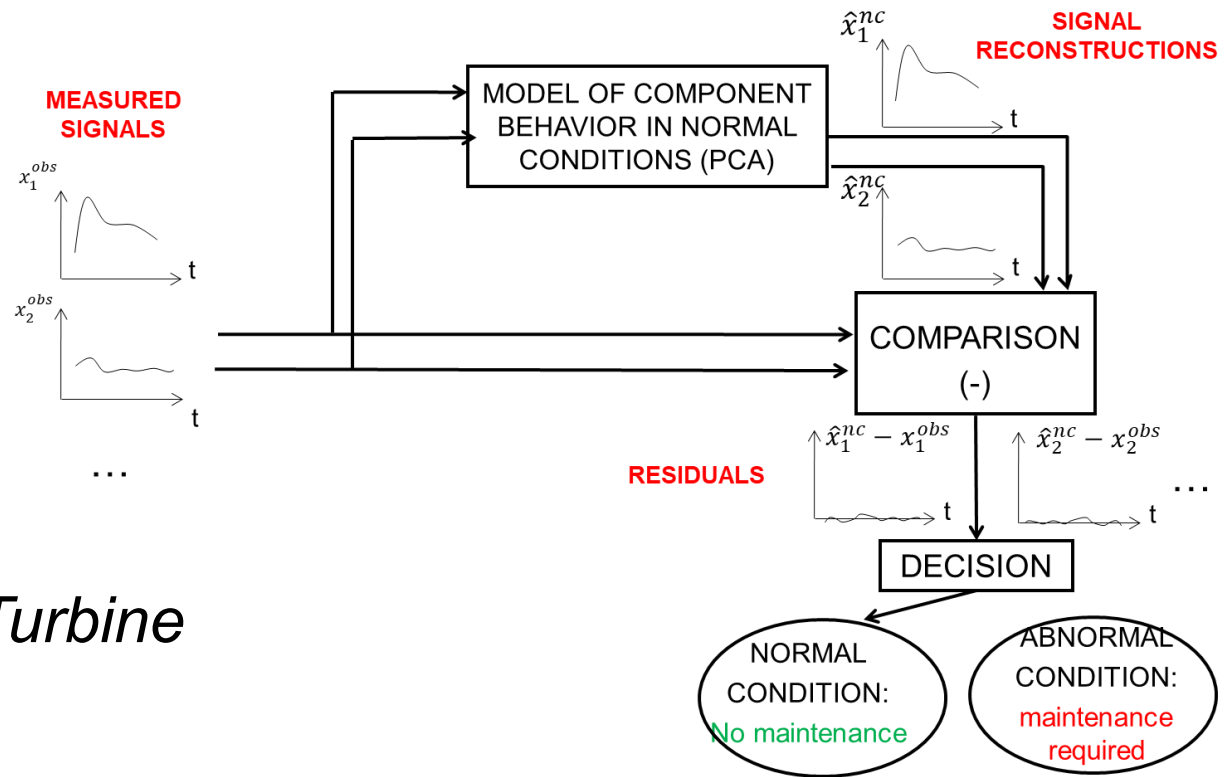 MEASURED
SIGNALS
x₁ᵒᵇˢ
t
x₂ᵒᵇˢ
t
...
MODEL OF COMPONENT
BEHAVIOR IN NORMAL
CONDITIONS (PCA)
SIGNAL
RECONSTRUCTIONS
x̂₁ⁿᶜ
t
x̂₂ⁿᶜ
t
COMPARISON
(-)
RESIDUALS
x̂₁ⁿᶜ − x₁ᵒᵇˢ
t
x̂₂ⁿᶜ − x₂ᵒᵇˢ
t
...
DECISION
Turbine
NORMAL
CONDITION:
No maintenance
ABNORMAL
CONDITION:
maintenance
required